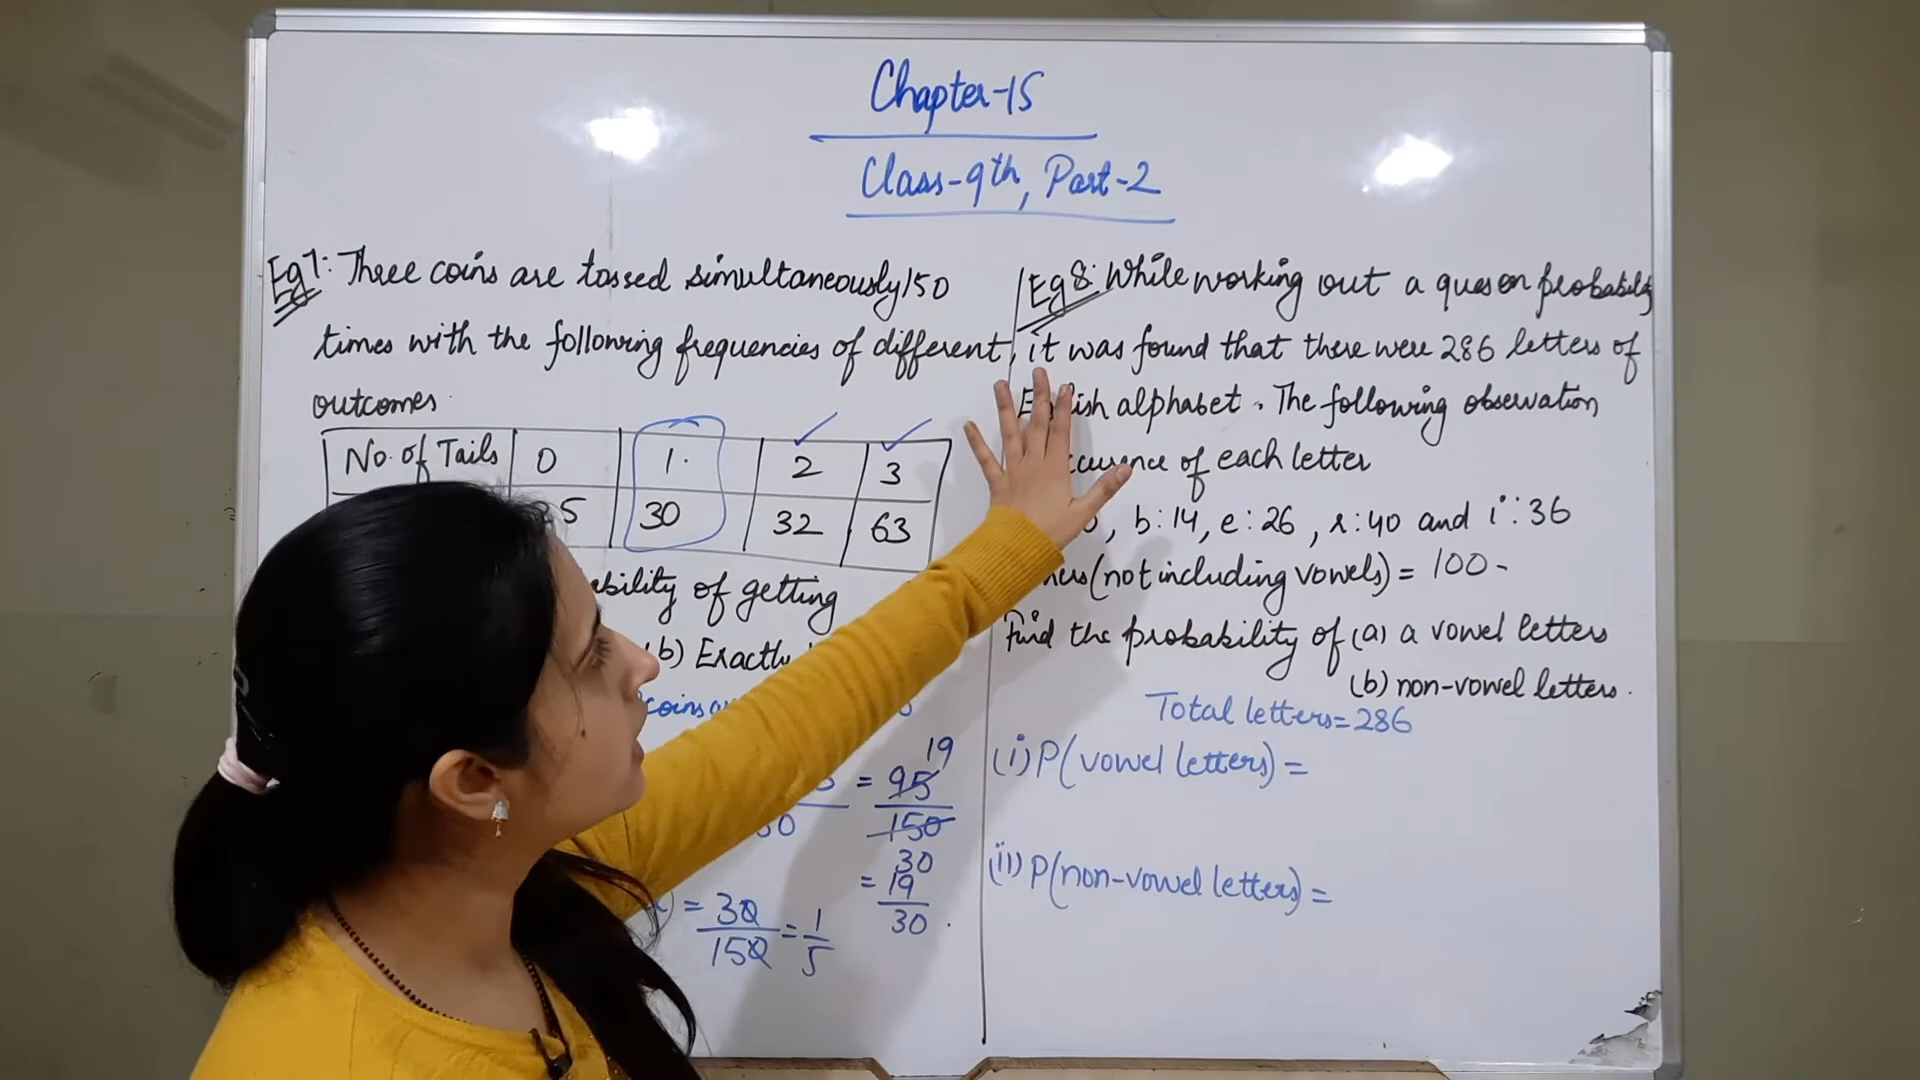 Chapter-15
Class-9th, Part-2
Eg 7: Three coins are tossed simultaneously 150
times with the following frequencies of different
outcomes.
No. of Tails 0 1. 2 3
25 30 32 63
of getting
(b) Exactly
coins
19
= 95
150
30
= 19
30 .
= 30
150
= 1
5
Eg 8: While working out a ques on probability
, it was found that there were 286 letters of
English alphabet. The following observation
of each letter
, b:14, e:26, r:40 and i:36
(not including vowels) = 100-
Find the probability of (a) a vowel letters
(b) non-vowel letters.
Total letters = 286
(i) P(vowel letters) =
(ii) P(non-vowel letters) =